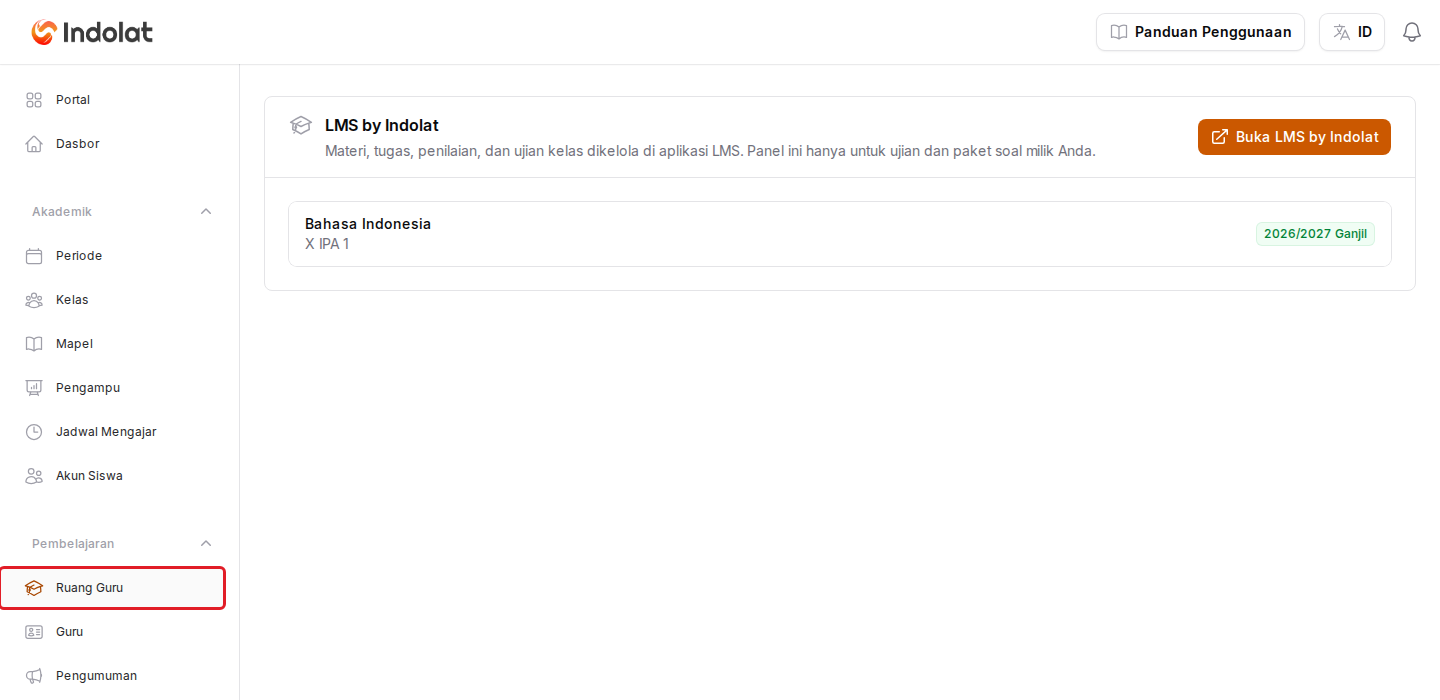 Indolat
Panduan Penggunaan
ID
Portal
Dasbor
Akademik
Periode
Kelas
Mapel
Pengampu
Jadwal Mengajar
Akun Siswa
Pembelajaran
Ruang Guru
Guru
Pengumuman
LMS by Indolat
Materi, tugas, penilaian, dan ujian kelas dikelola di aplikasi LMS. Panel ini hanya untuk ujian dan paket soal milik Anda.
Buka LMS by Indolat
Bahasa Indonesia
X IPA 1
2026/2027 Ganjil